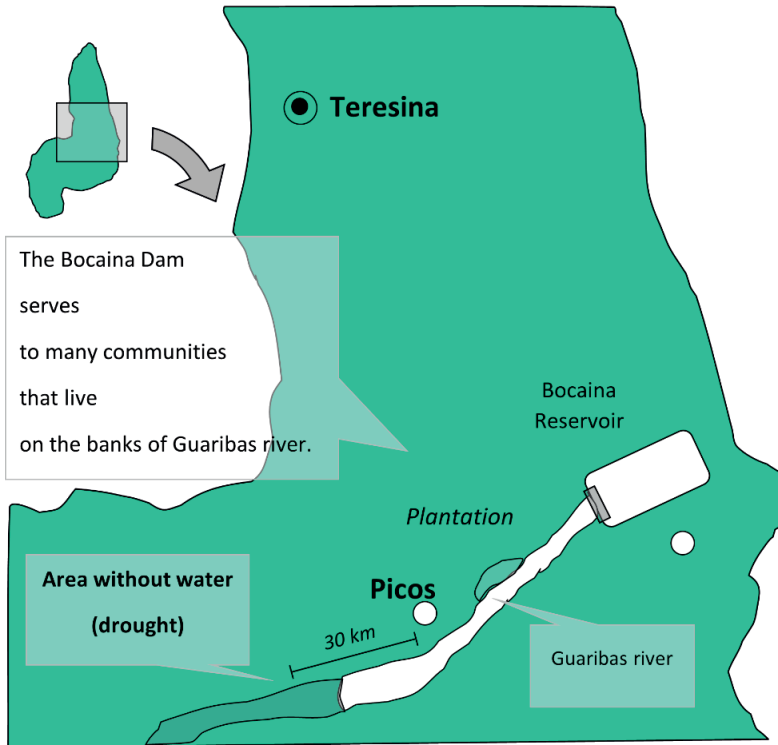 Teresina
The Bocaina Dam
serves
to many communities
that live
on the banks of Guaribas river.
Bocaina
Reservoir
Plantation
Area without water
(drought)
Picos
30 km
Guaribas river